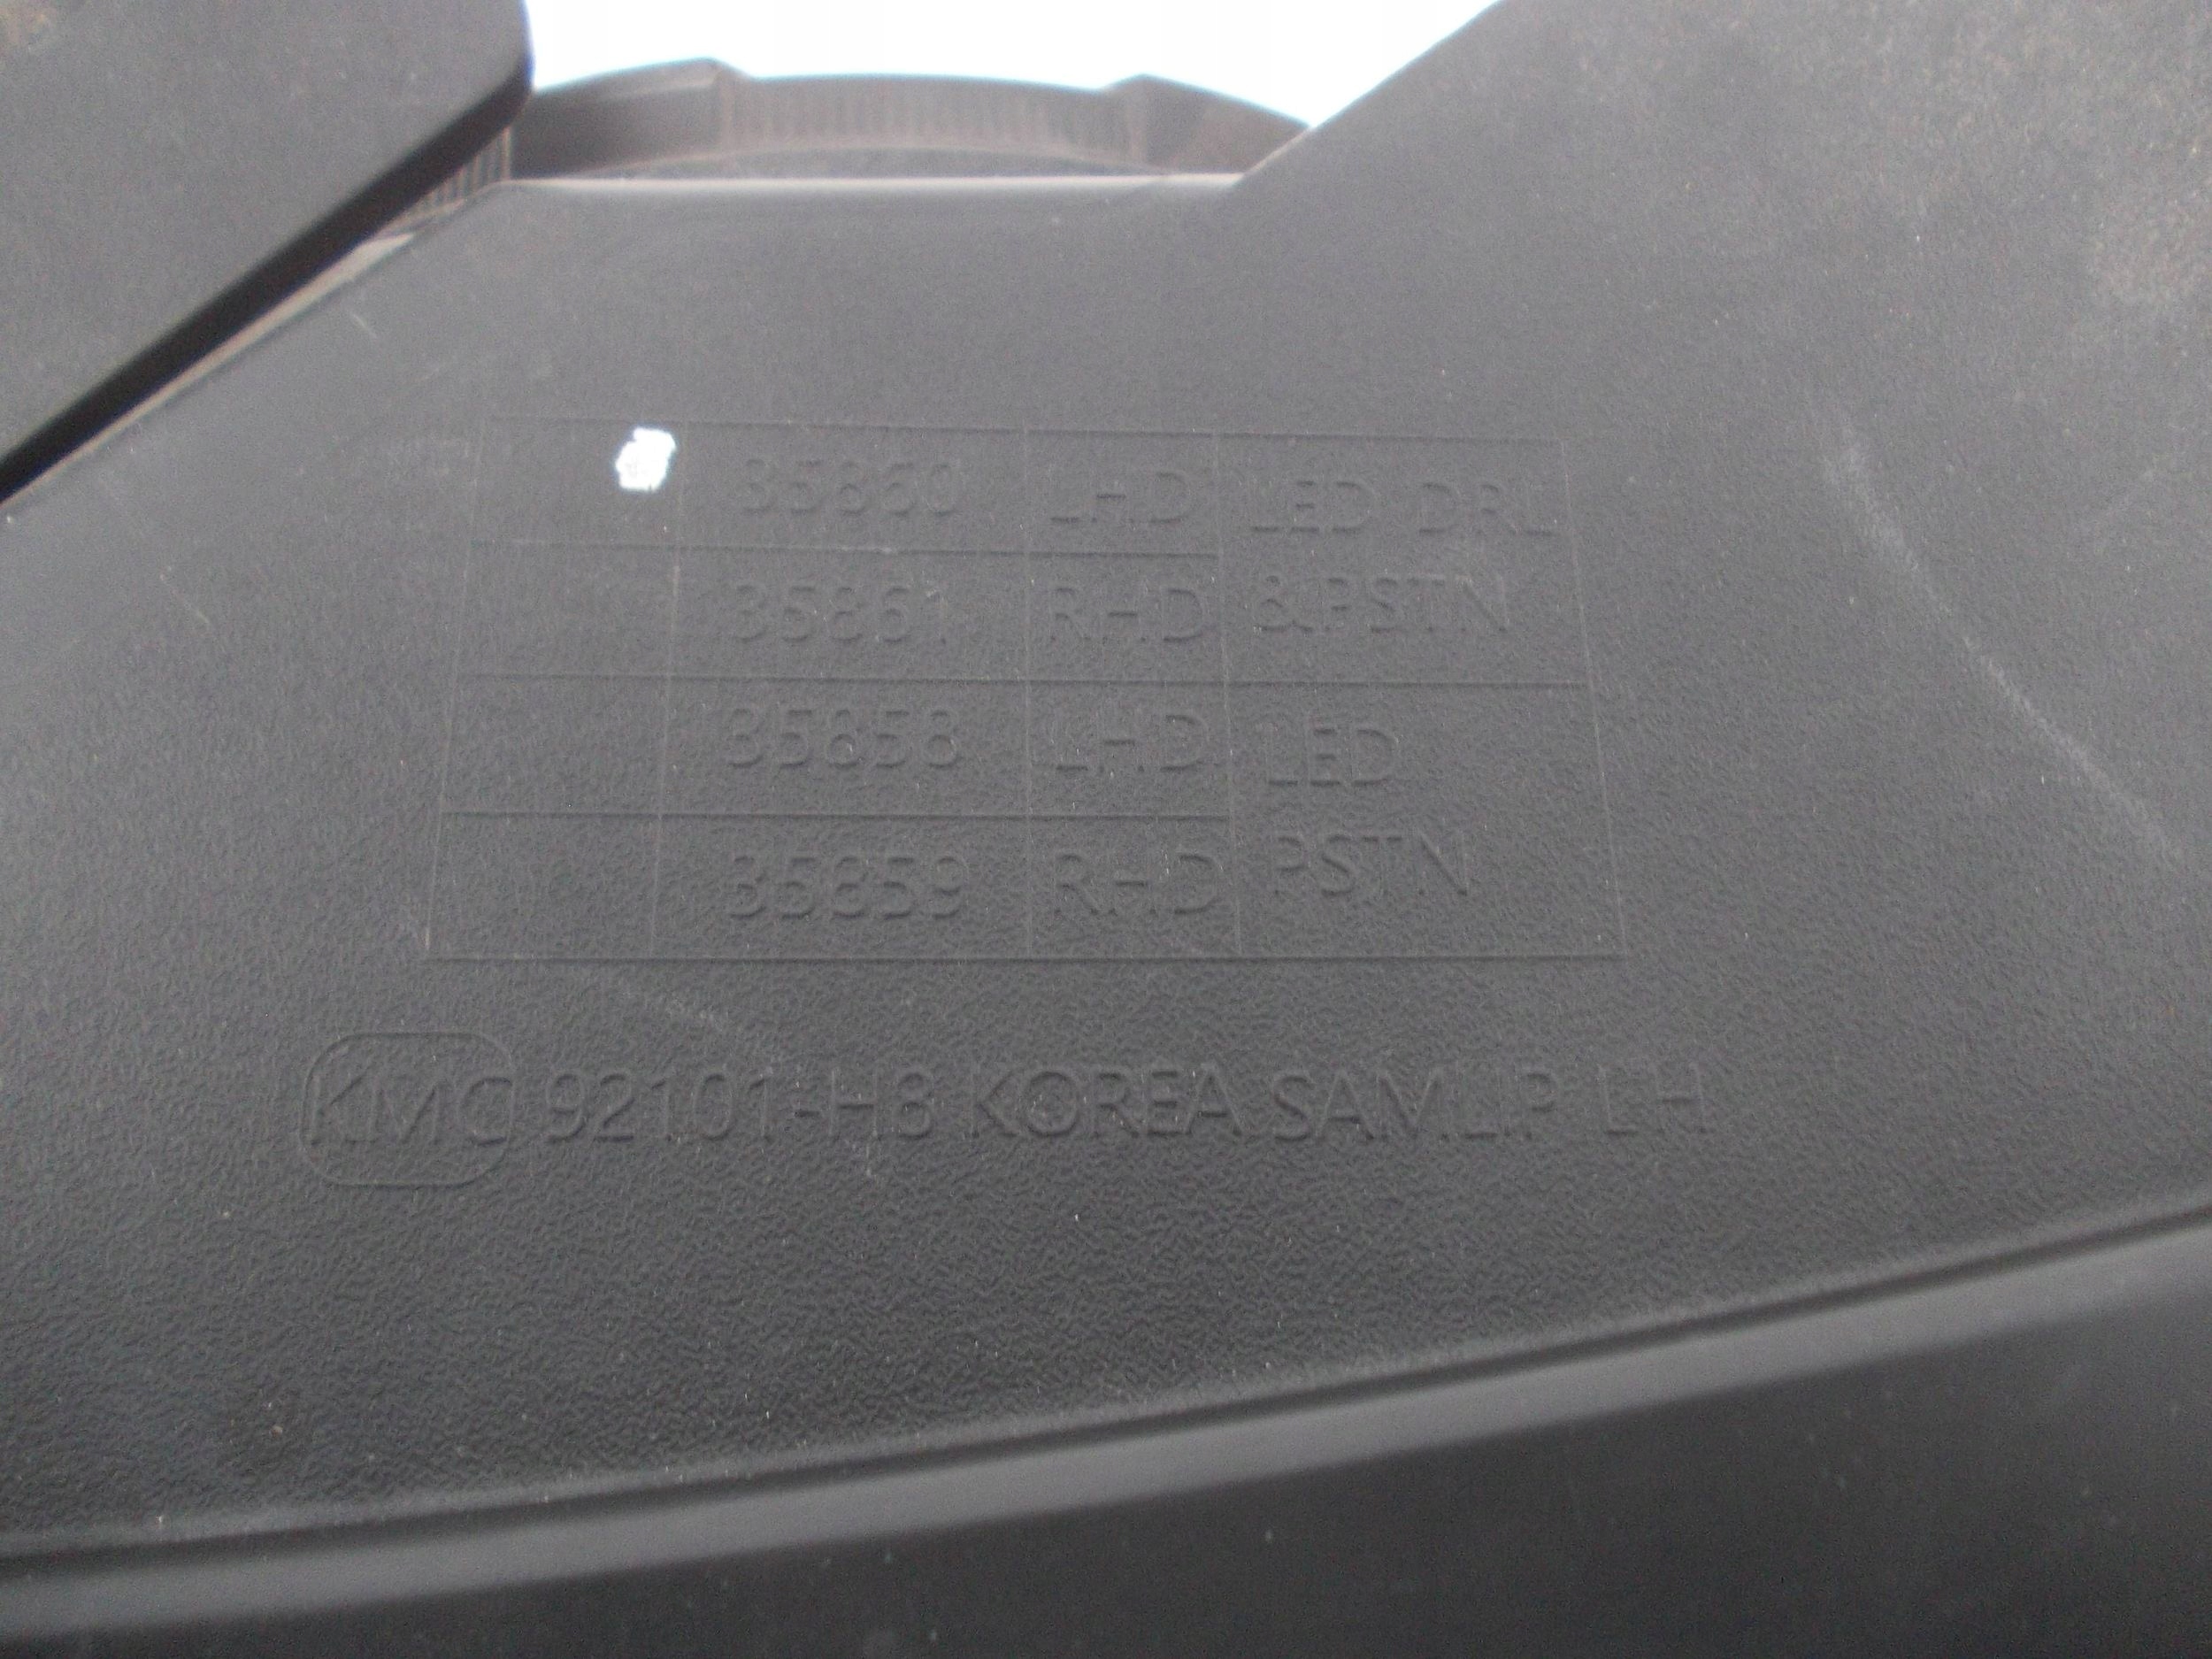 35860 LHD LED DRL
35861 RHD &PSTN
35858 LHD LED
35859 RHD PSTN
KMC 92101-H8 KOREA SAMLIP LH